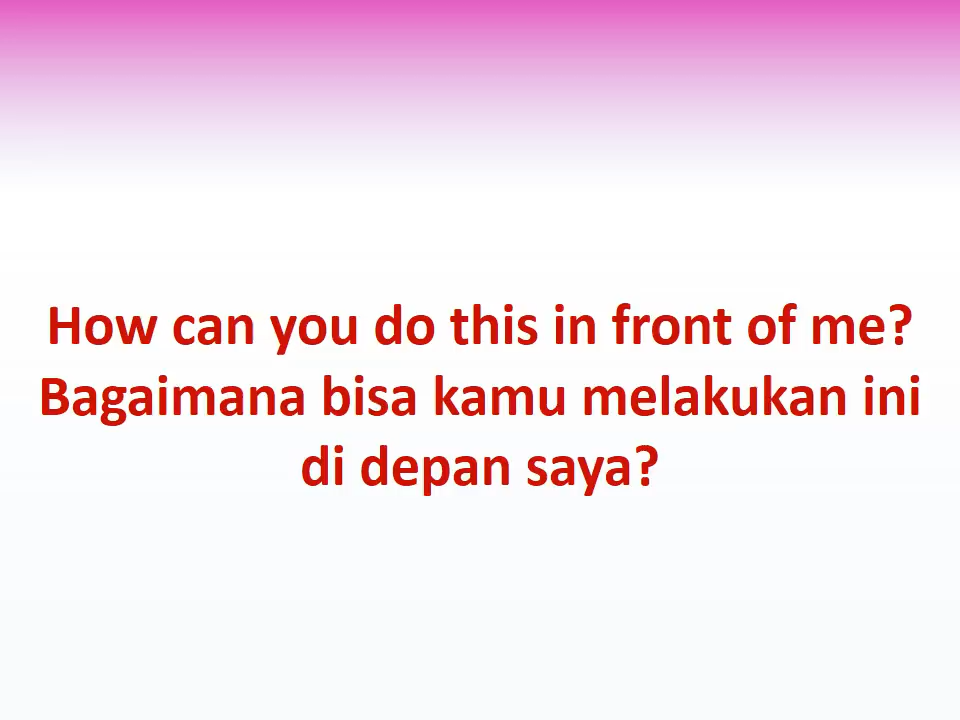 How can you do this in front of me?
Bagaimana bisa kamu melakukan ini
di depan saya?